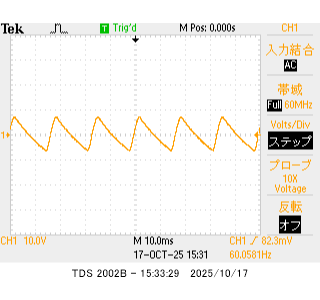 Tek Trig'd M Pos: 0.000s CH1
入力結合
AC
帯域
Full 60MHz
Volts/Div
ステップ
プローブ
10X
Voltage
反転
オフ
1
CH1 10.0V M 10.0ms CH1 / 82.3mV
17-OCT-25 15:31 60.0581Hz
TDS 2002B - 15:33:29 2025/10/17